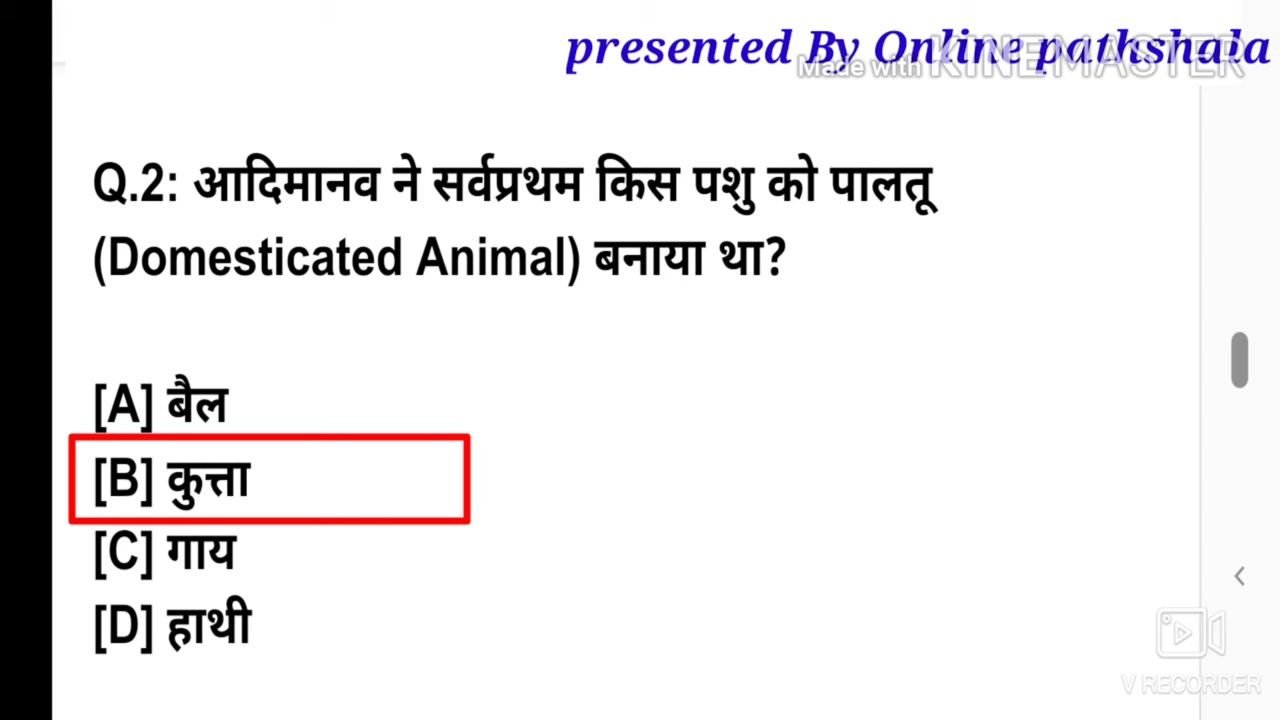 presented By Online pathshala
Made with KINEMASTER
Q.2: आदिमानव ने सर्वप्रथम किस पशु को पालतू
(Domesticated Animal) बनाया था?
[A] बैल
[B] कुत्ता
[C] गाय
[D] हाथी
V RECORDER